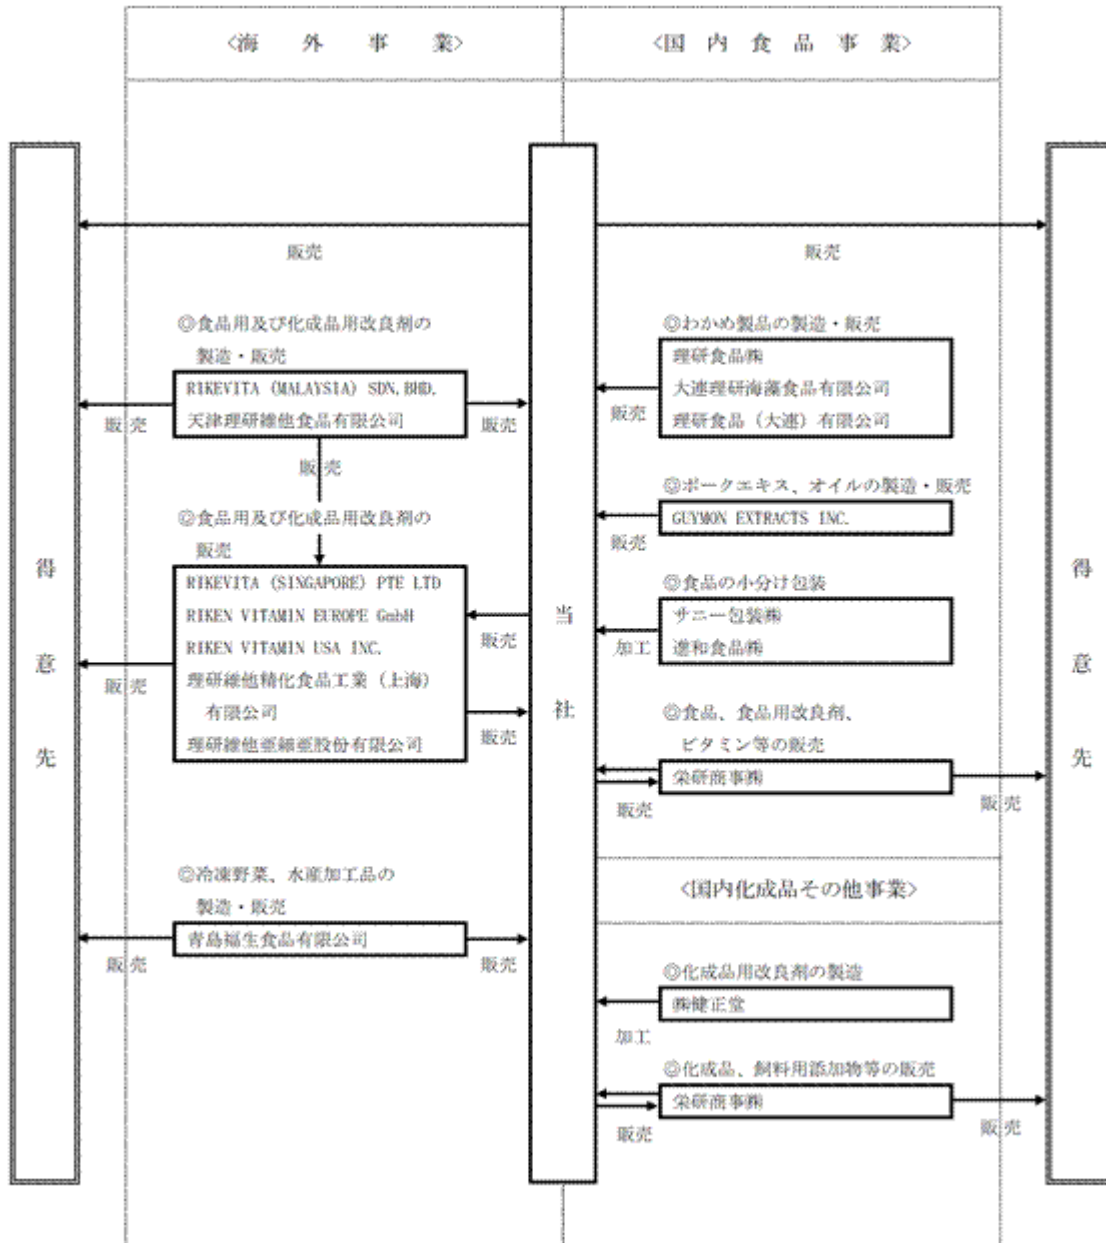 <海外事業>
<国内食品事業>
得意先
当社
得意先
販売
販売
◎食品用及び化成品用改良剤の
製造・販売
RIKEVITA (MALAYSIA) SDN.BHD.
天津理研維他食品有限公司
販売
販売
販売
◎食品用及び化成品用改良剤の
販売
RIKEVITA (SINGAPORE) PTE LTD
RIKEN VITAMIN EUROPE GmbH
RIKEN VITAMIN USA INC.
理研維他精化食品工業（上海）
有限公司
理研維他亜細亜股份有限公司
販売
販売
販売
◎冷凍野菜、水産加工品の
製造・販売
青島福生食品有限公司
販売
販売
◎わかめ製品の製造・販売
理研食品㈱
大連理研海藻食品有限公司
理研食品（大連）有限公司
販売
◎ポークエキス、オイルの製造・販売
GUYMON EXTRACTS INC.
販売
◎食品の小分け包装
サニー包装㈱
遼和食品㈱
加工
◎食品、食品用改良剤、
ビタミン等の販売
栄研商事㈱
販売
販売
<国内化成品その他事業>
◎化成品用改良剤の製造
㈱健正堂
加工
◎化成品、飼料用添加物等の販売
栄研商事㈱
販売
販売